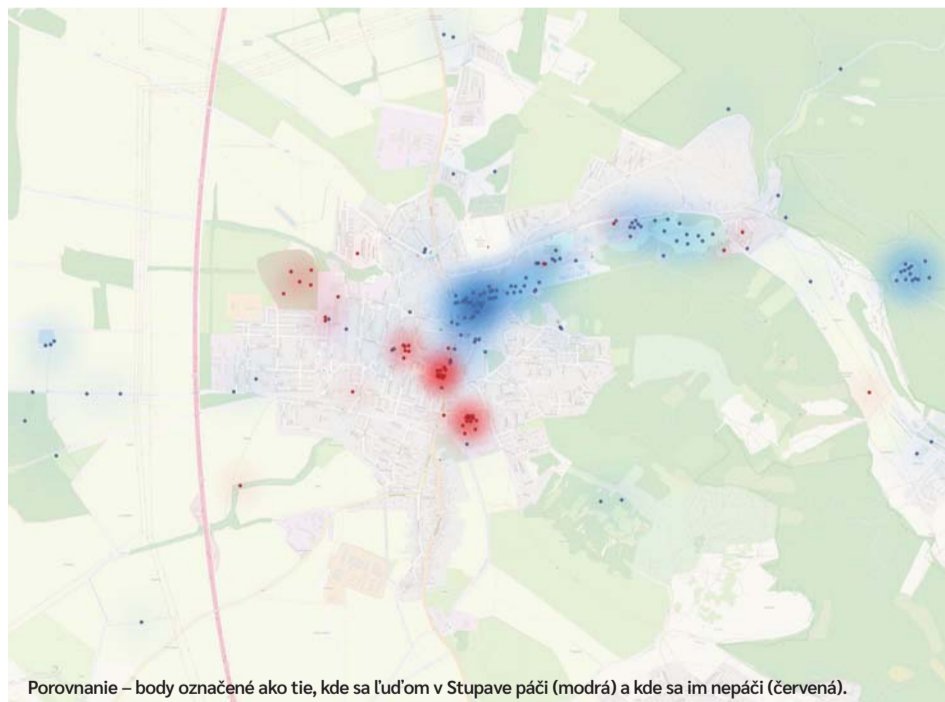 Porovnanie – body označené ako tie, kde sa ľuďom v Stupave páči (modrá) a kde sa im nepáči (červená).